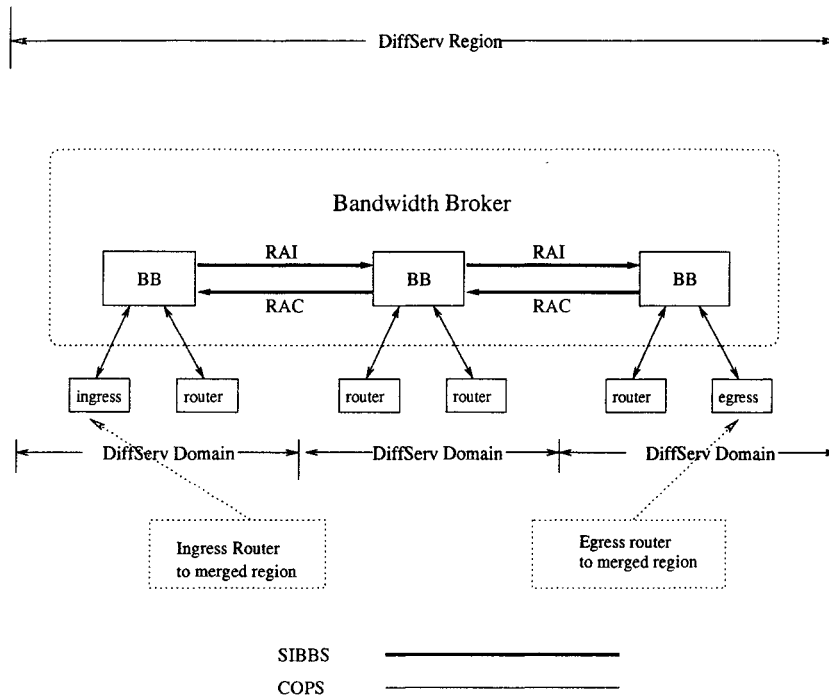 DiffServ Region
Bandwidth Broker
RAI
RAI
BB
BB
BB
RAC
RAC
ingress
router
router
router
router
egress
DiffServ Domain
DiffServ Domain
DiffServ Domain
Ingress Router
to merged region
Egress router
to merged region
SIBBS
COPS